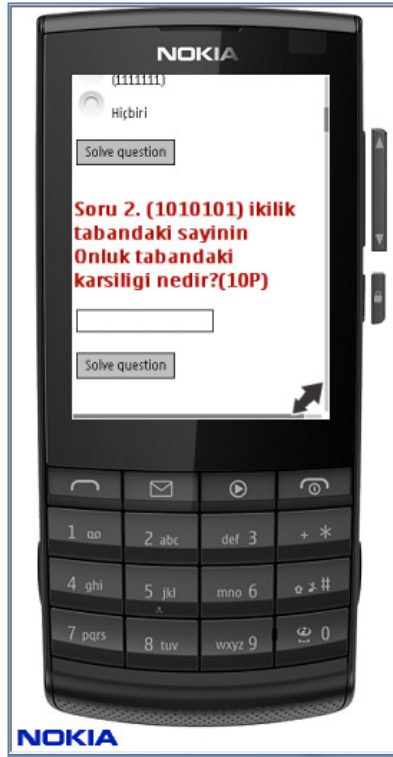 NOKIA
(1111111)
Hiçbiri
Solve question
Soru 2. (1010101) ikilik
tabandaki sayinin
Onluk tabandaki
karsiligi nedir?(10P)
Solve question
1 2 abc def 3 + *
4 ghi 5 jkl mno 6 #
7 pqrs 8 tuv wxyz 9 0
NOKIA